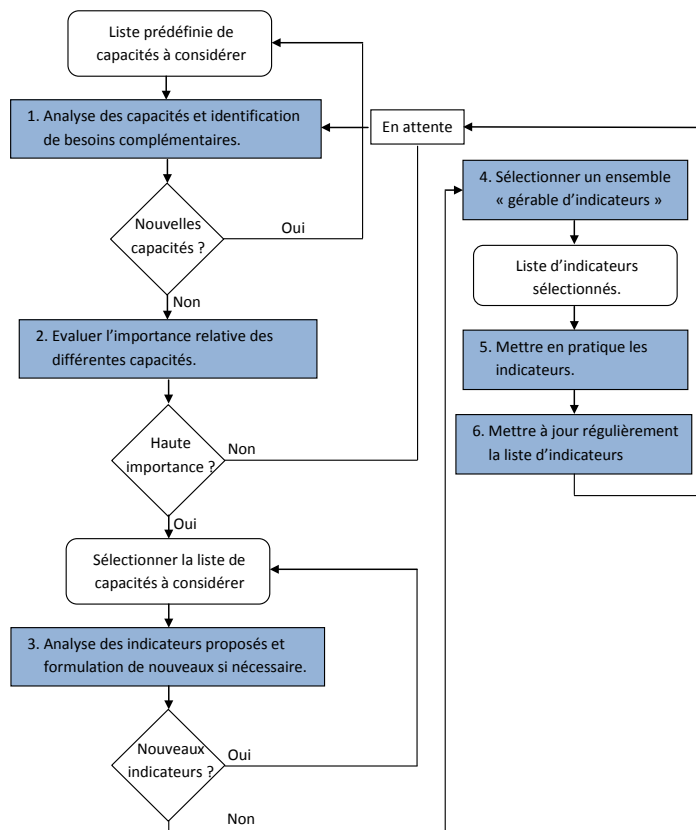 Liste prédéfinie de
capacités à considérer
1. Analyse des capacités et identification
de besoins complémentaires.
Nouvelles
capacités ?
Oui
Non
2. Evaluer l’importance relative des
différentes capacités.
Haute
importance ?
Non
Oui
Sélectionner la liste de
capacités à considérer
3. Analyse des indicateurs proposés et
formulation de nouveaux si nécessaire.
Nouveaux
indicateurs ?
Oui
Non
En attente
4. Sélectionner un ensemble
« gérable d’indicateurs »
Liste d’indicateurs
sélectionnés.
5. Mettre en pratique les
indicateurs.
6. Mettre à jour régulièrement
la liste d’indicateurs